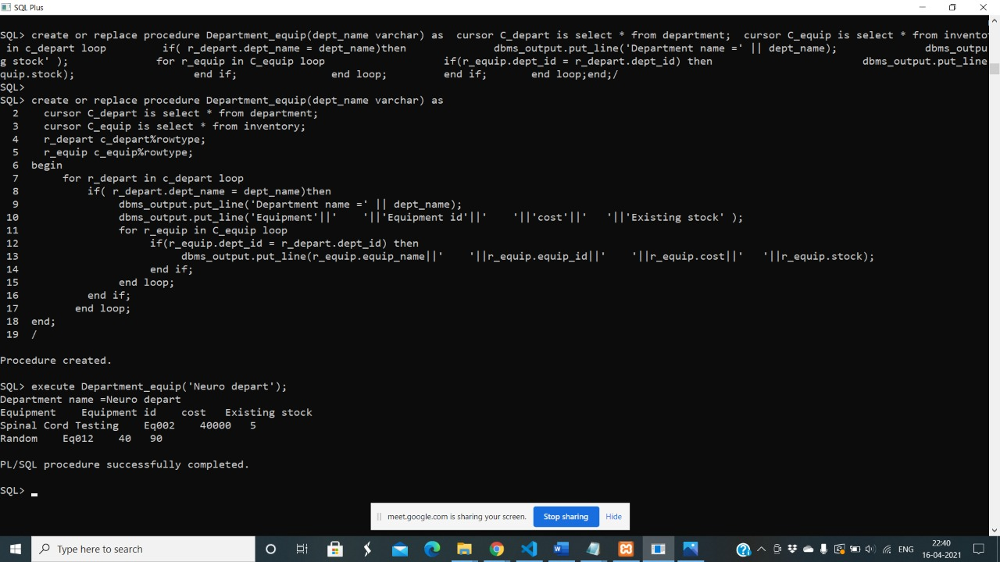 SQL Plus
SQL> create or replace procedure Department_equip(dept_name varchar) as  cursor C_depart is select * from department;  cursor C_equip is select * from invento
 in c_depart loop         if( r_depart.dept_name = dept_name)then              dbms_output.put_line('Department name =' || dept_name);              dbms_outpu
g stock' );              for r_equip in C_equip loop                   if(r_equip.dept_id = r_depart.dept_id) then                        dbms_output.put_line
quip.stock);                   end if;               end loop;         end if;       end loop;end;/
SQL>
SQL> create or replace procedure Department_equip(dept_name varchar) as
  2    cursor C_depart is select * from department;
  3    cursor C_equip is select * from inventory;
  4    r_depart c_depart%rowtype;
  5    r_equip c_equip%rowtype;
  6  begin
  7       for r_depart in c_depart loop
  8           if( r_depart.dept_name = dept_name)then
  9                dbms_output.put_line('Department name =' || dept_name);
 10                dbms_output.put_line('Equipment'||'    '||'Equipment id'||'    '||'cost'||'   '||'Existing stock' );
 11                for r_equip in C_equip loop
 12                     if(r_equip.dept_id = r_depart.dept_id) then
 13                          dbms_output.put_line(r_equip.equip_name||'    '||r_equip.equip_id||'    '||r_equip.cost||'   '||r_equip.stock);
 14                     end if;
 15                end loop;
 16           end if;
 17         end loop;
 18  end;
 19  /
Procedure created.
SQL> execute Department_equip('Neuro depart');
Department name =Neuro depart
Equipment    Equipment id    cost   Existing stock
Spinal Cord Testing    Eq002    40000   5
Random    Eq012    40   90
PL/SQL procedure successfully completed.
SQL>
meet.google.com is sharing your screen. Stop sharing Hide
Type here to search
ENG
22:40
16-04-2021